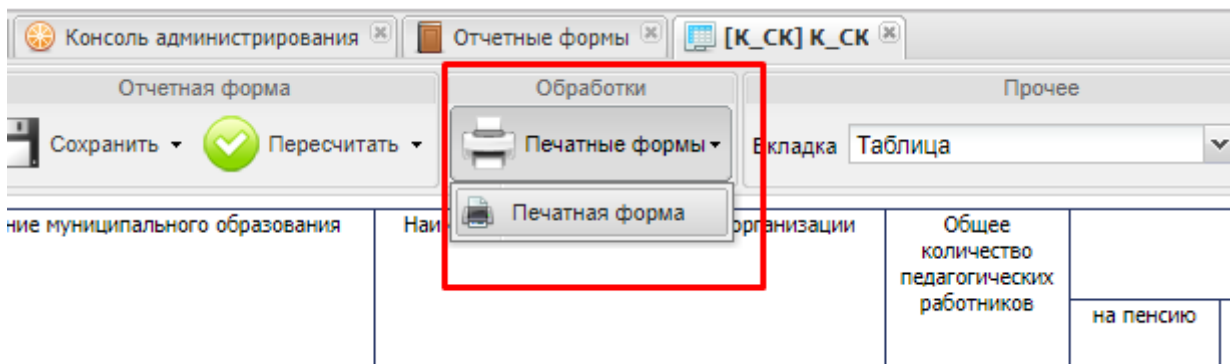 Консоль администрирования Отчетные формы [К_СК] К_СК
Отчетная форма Обработки Прочее
Сохранить Пересчитать Печатные формы Вкладка Таблица
Печатная форма
ние муниципального образования Наи организации Общее
количество
педагогических
работников
на пенсию